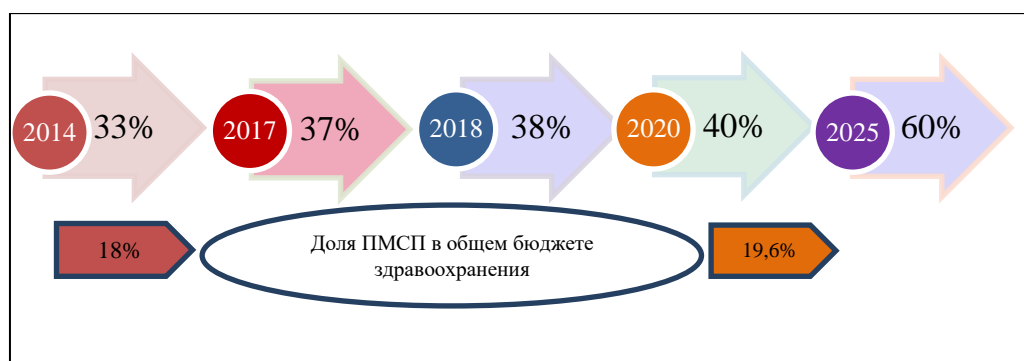 2014 33% 2017 37% 2018 38% 2020 40% 2025 60%
18% Доля ПМСП в общем бюджете 19,6%
здравоохранения